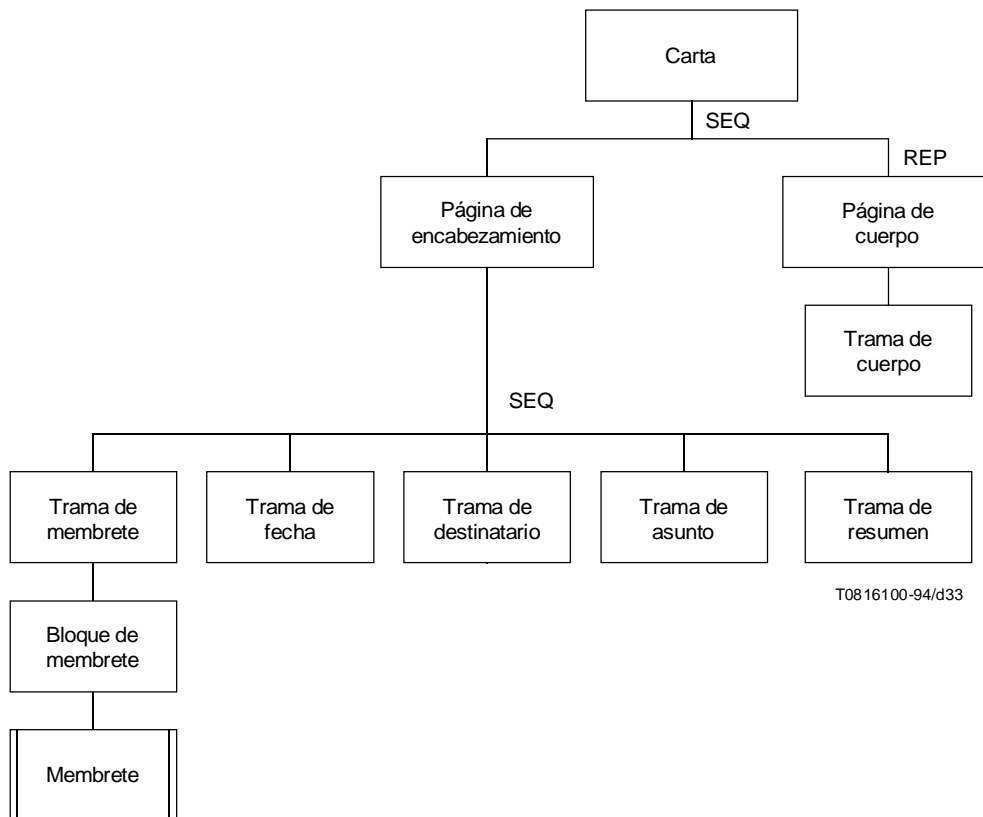 Carta
SEQ
REP
Página de
encabezamiento
Página de
cuerpo
Trama de
cuerpo
SEQ
Trama de
membrete
Trama de
fecha
Trama de
destinatario
Trama de
asunto
Trama de
resumen
T0816100-94/d33
Bloque de
membrete
Membrete